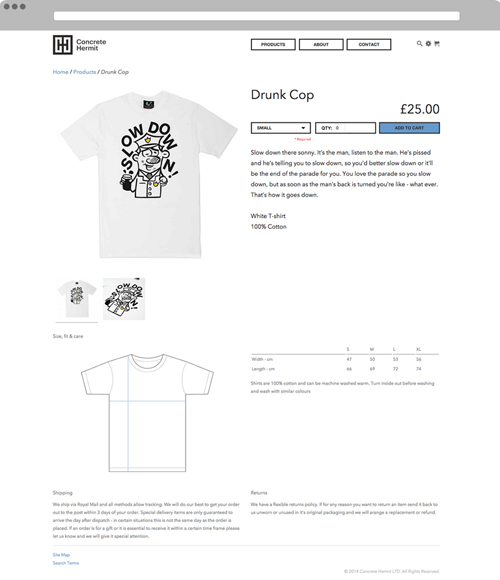 Concrete
Hermit
PRODUCTS
ABOUT
CONTACT
Home / Products / Drunk Cop
Drunk Cop
£25.00
SMALL
QTY: 0
ADD TO CART
SLOW DOWN
SONNY!
Slow down there sonny. It's the man, listen to the man. He's pissed
and he's telling you to slow down, so you'd better slow down or it'll
be the end of the parade for you. You love the parade so you slow
down, but as soon as the man's back is turned you're like - what ever.
That's how it goes down.
White T-shirt
100% Cotton
Size, fit & care
S M L XL
Width - cm 47 50 53 56
Length - cm 66 69 72 74
Shirts are 100% cotton and can be machine washed warm. Turn inside out before washing
and wash with similar colours
Shipping
We ship via Royal Mail and all methods allow tracking. We will do our best to get your order
out to the post within 3 days of your order. Special delivery items are only guaranteed to
arrive the day after dispatch - in certain situations this is not the same day as the order is
placed. If an order is for a gift or it is essential to receive it within a certain time frame please
let us know and we will give it special attention.
Returns
We have a flexible returns policy. If for any reason you want to return an item send it back to
us unworn or unused in it's original packaging and we will arrange a replacement or refund.
Site Map
Search Terms
© 2014 Concrete Hermit LTD. All Rights Reserved.